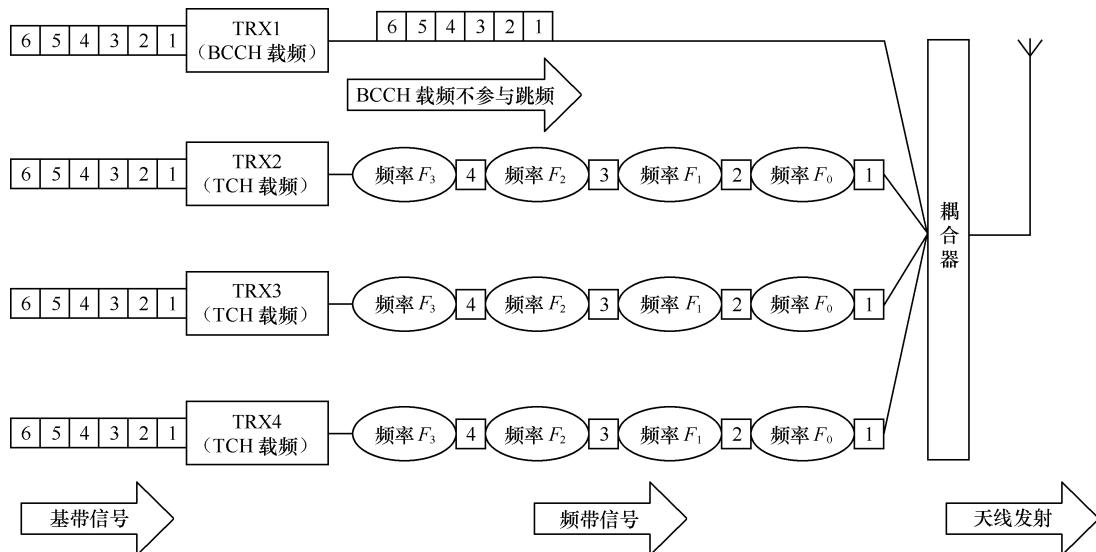 6 5 4 3 2 1
TRX1
（BCCH 载频）
6 5 4 3 2 1
BCCH 载频不参与跳频
6 5 4 3 2 1
TRX2
（TCH 载频）
频率 F₃ 4 频率 F₂ 3 频率 F₁ 2 频率 F₀ 1
6 5 4 3 2 1
TRX3
（TCH 载频）
频率 F₃ 4 频率 F₂ 3 频率 F₁ 2 频率 F₀ 1
6 5 4 3 2 1
TRX4
（TCH 载频）
频率 F₃ 4 频率 F₂ 3 频率 F₁ 2 频率 F₀ 1
耦合器
基带信号
频带信号
天线发射